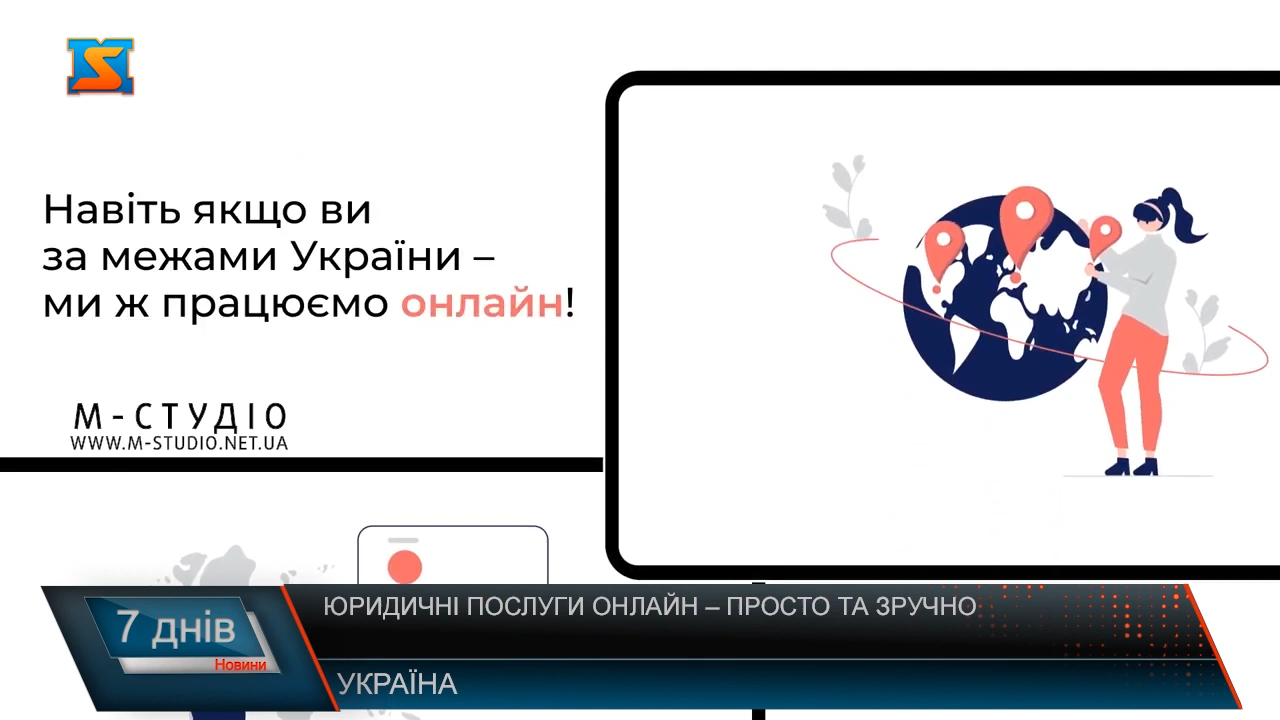 Навіть якщо ви
за межами України –
ми ж працюємо онлайн!
М-СТУДІО
WWW.M-STUDIO.NET.UA
ЮРИДИЧНІ ПОСЛУГИ ОНЛАЙН – ПРОСТО ТА ЗРУЧНО
7 днів
Новини
УКРАЇНА